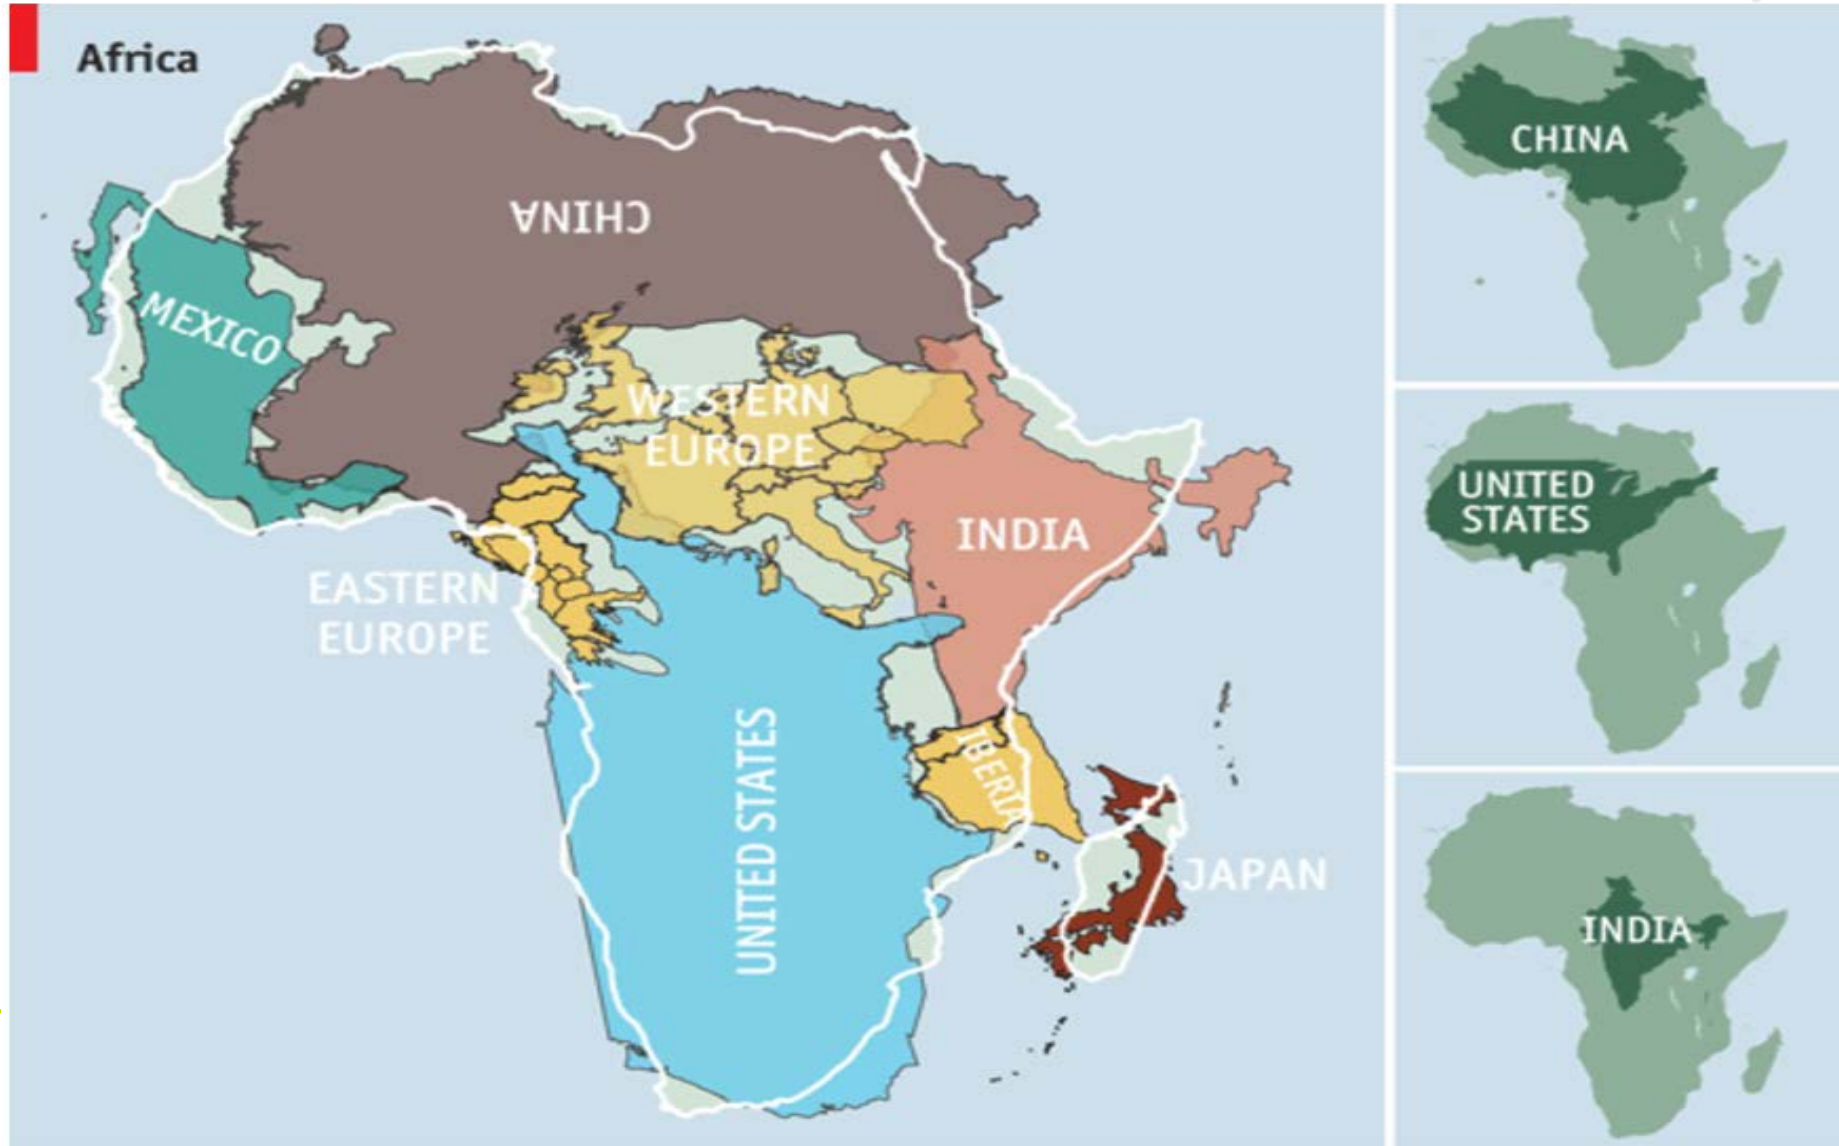 Africa
CHINA
MEXICO
WESTERN
EUROPE
INDIA
EASTERN
EUROPE
UNITED STATES
IBERIA
JAPAN
CHINA
UNITED
STATES
INDIA